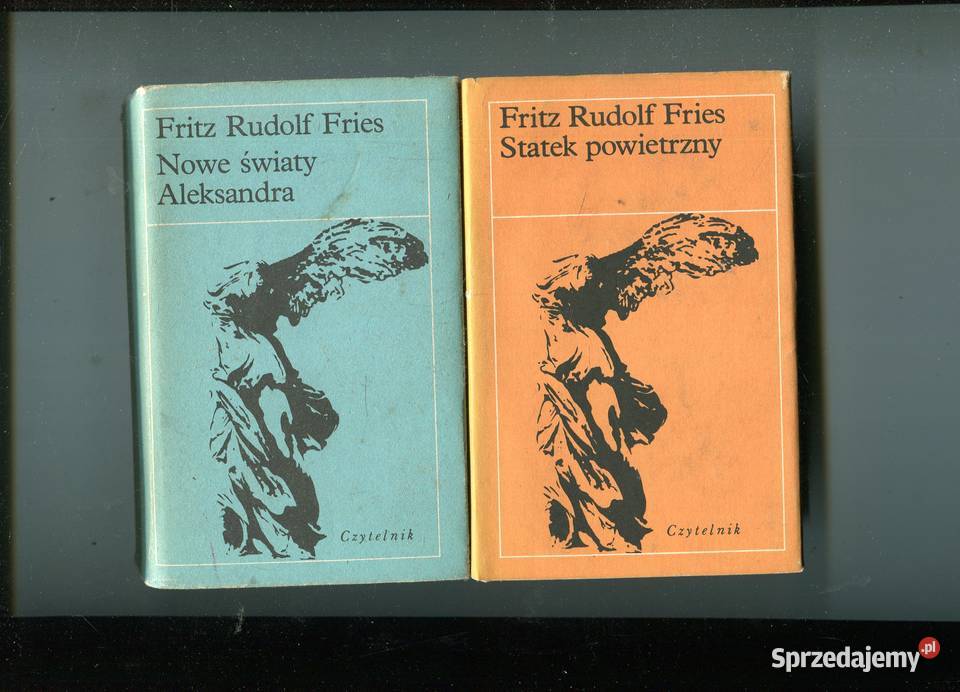 Fritz Rudolf Fries
Nowe światy
Aleksandra
Czytelnik
Fritz Rudolf Fries
Statek powietrzny
Czytelnik
Sprzedajemy.pl